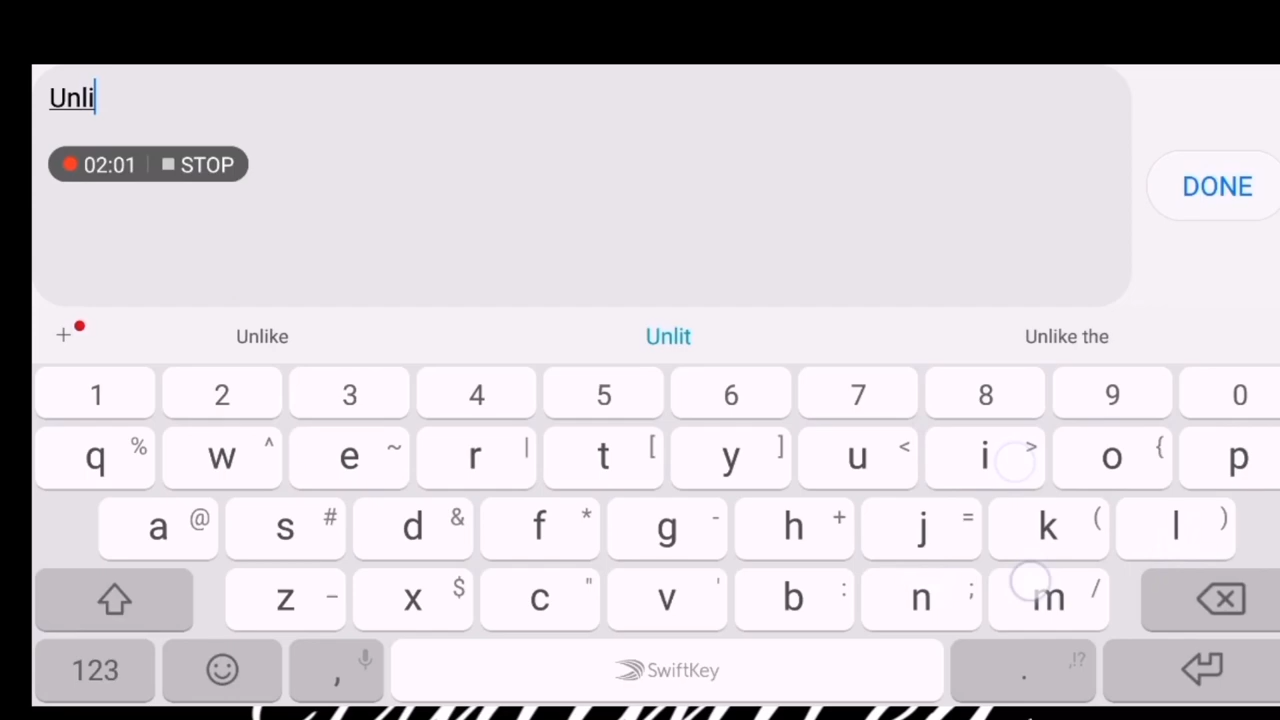 Unli
02:01 STOP
DONE
+ Unlike Unlit Unlike the
1 2 3 4 5 6 7 8 9 0
q % w ^ e ~ r | t [ y ] u < i > o { p
a @ s # d & f * g - h + j = k ( l )
z _ x $ c " v ' b : n ; m /
123 , SwiftKey . ,!?